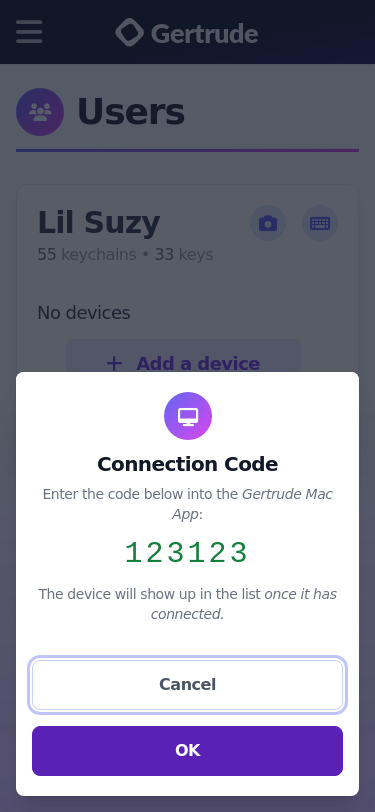 Gertrude
Users
Lil Suzy
55 keychains • 33 keys
No devices
+ Add a device
Connection Code
Enter the code below into the Gertrude Mac
App:
123123
The device will show up in the list once it has
connected.
Cancel
OK